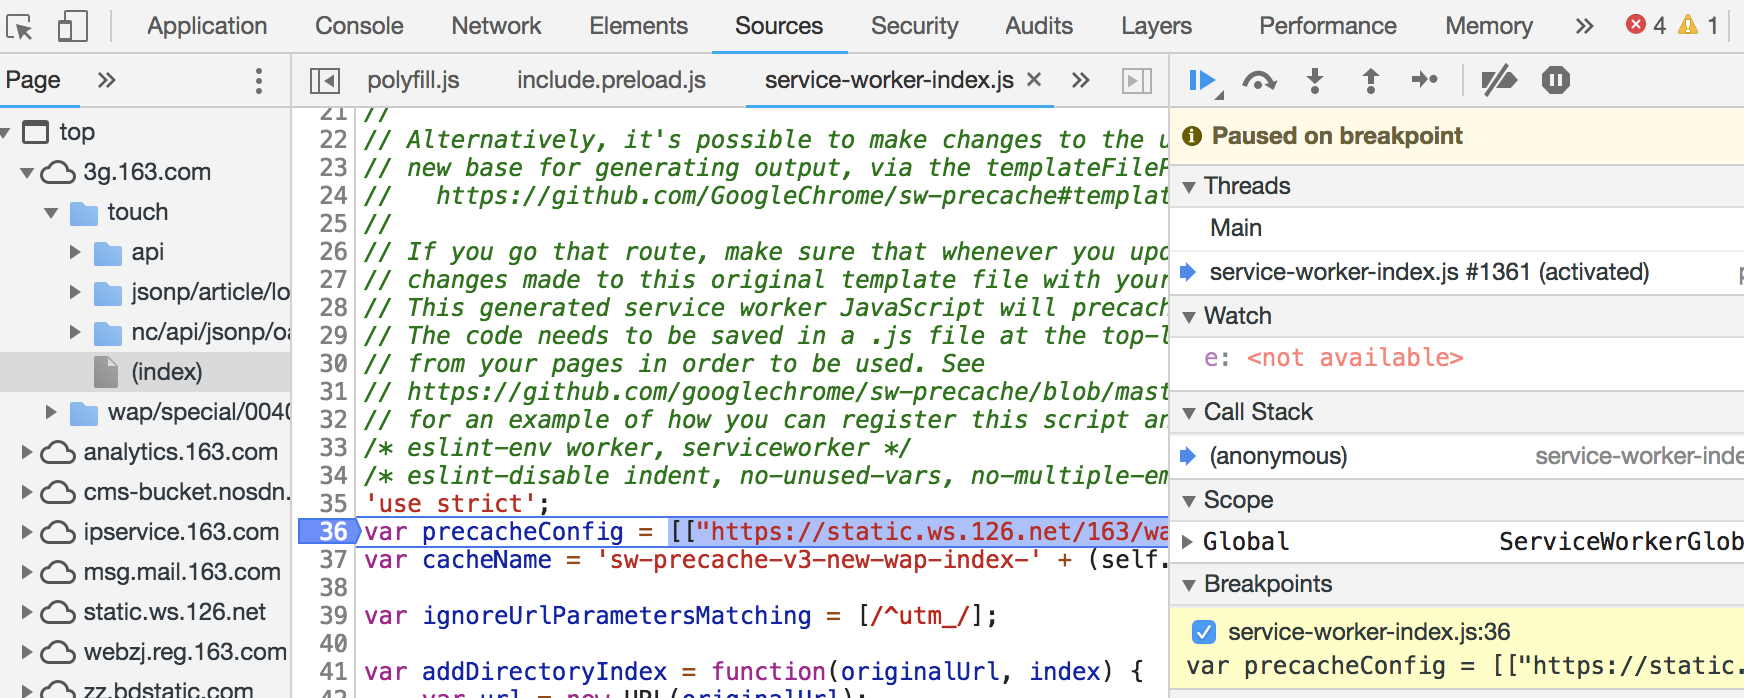 Application Console Network Elements Sources Security Audits Layers Performance Memory » 4 1
Page »
polyfill.js include.preload.js service-worker-index.js × »
top
3g.163.com
touch
api
jsonp/article/lo
nc/api/jsonp/oa
(index)
wap/special/0040
analytics.163.com
cms-bucket.nosdn.
ipservice.163.com
msg.mail.163.com
static.ws.126.net
webzj.reg.163.com
zz.bdstatic.com
21 //
22 // Alternatively, it's possible to make changes to the u
23 // new base for generating output, via the templateFileP
24 //   https://github.com/GoogleChrome/sw-precache#templat
25 //
26 // If you go that route, make sure that whenever you upd
27 // changes made to this original template file with your
28 // This generated service worker JavaScript will precach
29 // The code needs to be saved in a .js file at the top-l
30 // from your pages in order to be used. See
31 // https://github.com/googlechrome/sw-precache/blob/mast
32 // for an example of how you can register this script an
33 /* eslint-env worker, serviceworker */
34 /* eslint-disable indent, no-unused-vars, no-multiple-em
35 'use strict';
36 var precacheConfig = [["https://static.ws.126.net/163/wa
37 var cacheName = 'sw-precache-v3-new-wap-index-' + (self.
38
39 var ignoreUrlParametersMatching = [/^utm_/];
40
41 var addDirectoryIndex = function(originalUrl, index) {
42     var url = new URL(originalUrl);
Paused on breakpoint
Threads
Main
service-worker-index.js #1361 (activated)
Watch
e: <not available>
Call Stack
(anonymous) service-worker-inde
Scope
Global ServiceWorkerGlob
Breakpoints
service-worker-index.js:36
var precacheConfig = [["https://static.